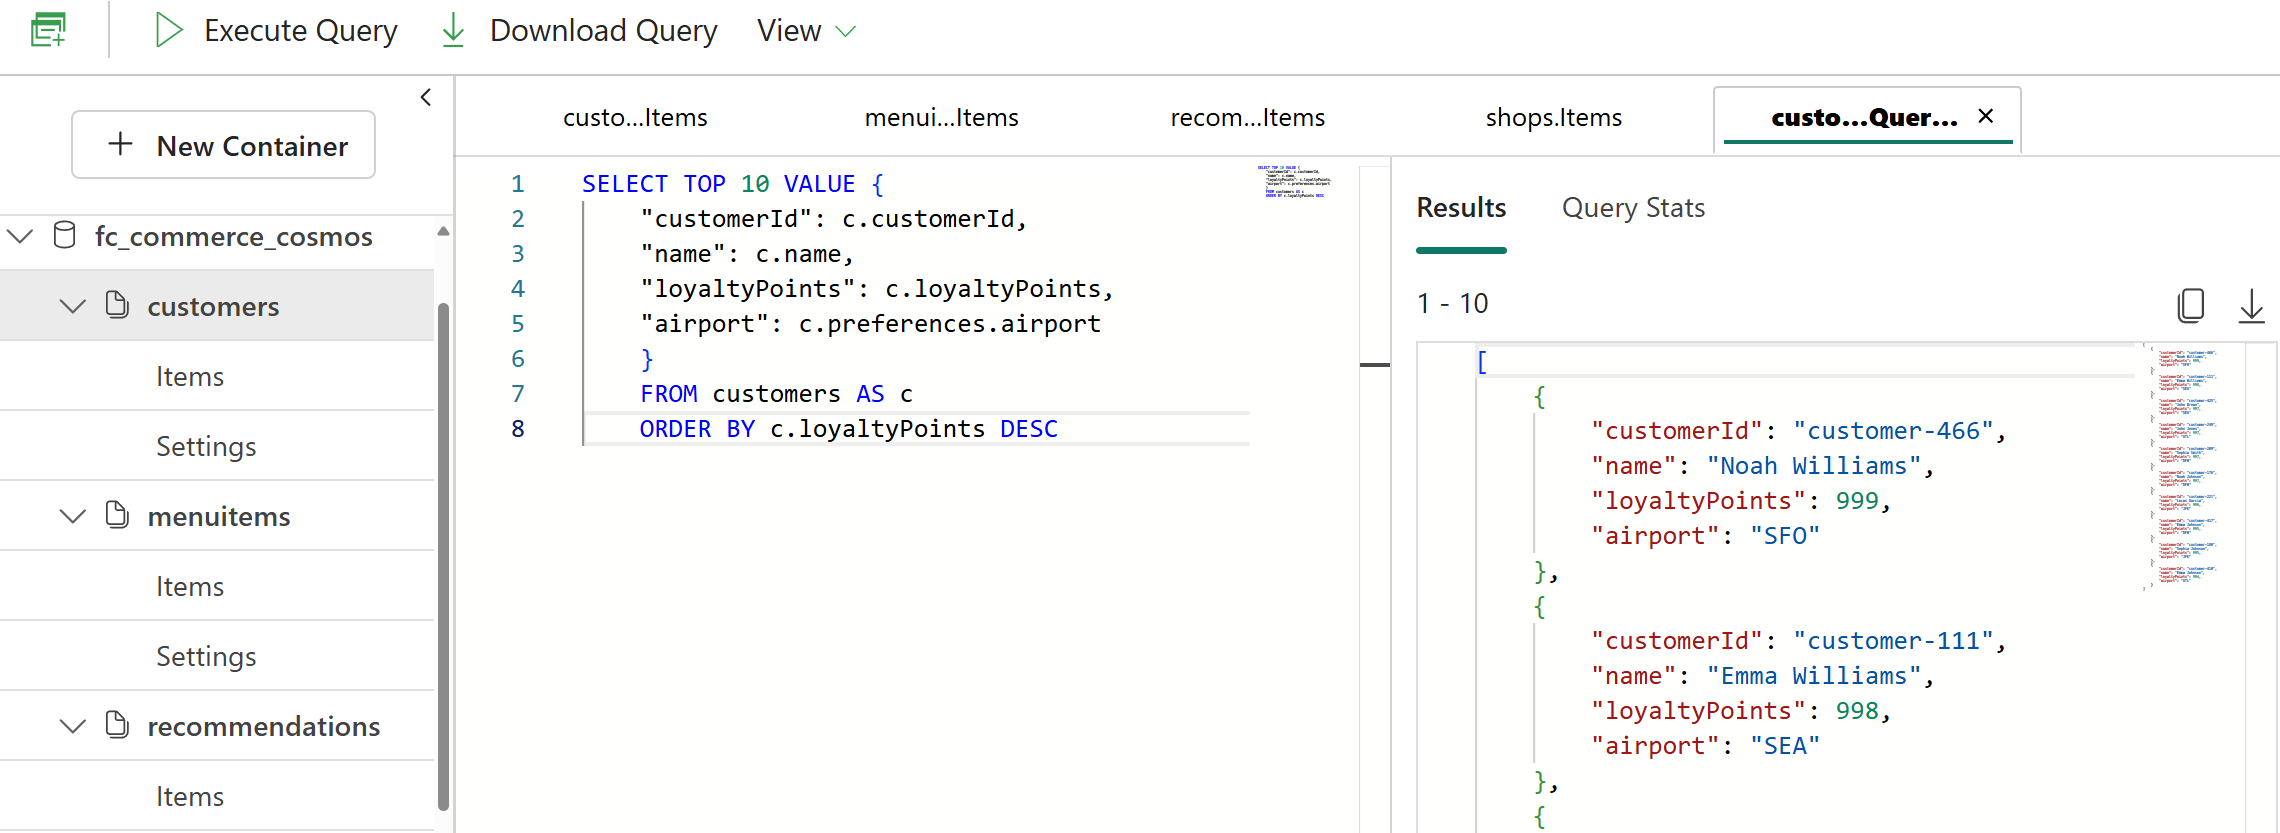 Execute Query
Download Query
View
New Container
fc_commerce_cosmos
customers
Items
Settings
menuitems
Items
Settings
recommendations
Items
custo...Items
menui...Items
recom...Items
shops.Items
custo...Quer...
1 SELECT TOP 10 VALUE {
2 "customerId": c.customerId,
3 "name": c.name,
4 "loyaltyPoints": c.loyaltyPoints,
5 "airport": c.preferences.airport
6 }
7 FROM customers AS c
8 ORDER BY c.loyaltyPoints DESC
Results
Query Stats
1 - 10
[
{
"customerId": "customer-466",
"name": "Noah Williams",
"loyaltyPoints": 999,
"airport": "SFO"
},
{
"customerId": "customer-111",
"name": "Emma Williams",
"loyaltyPoints": 998,
"airport": "SEA"
},
{